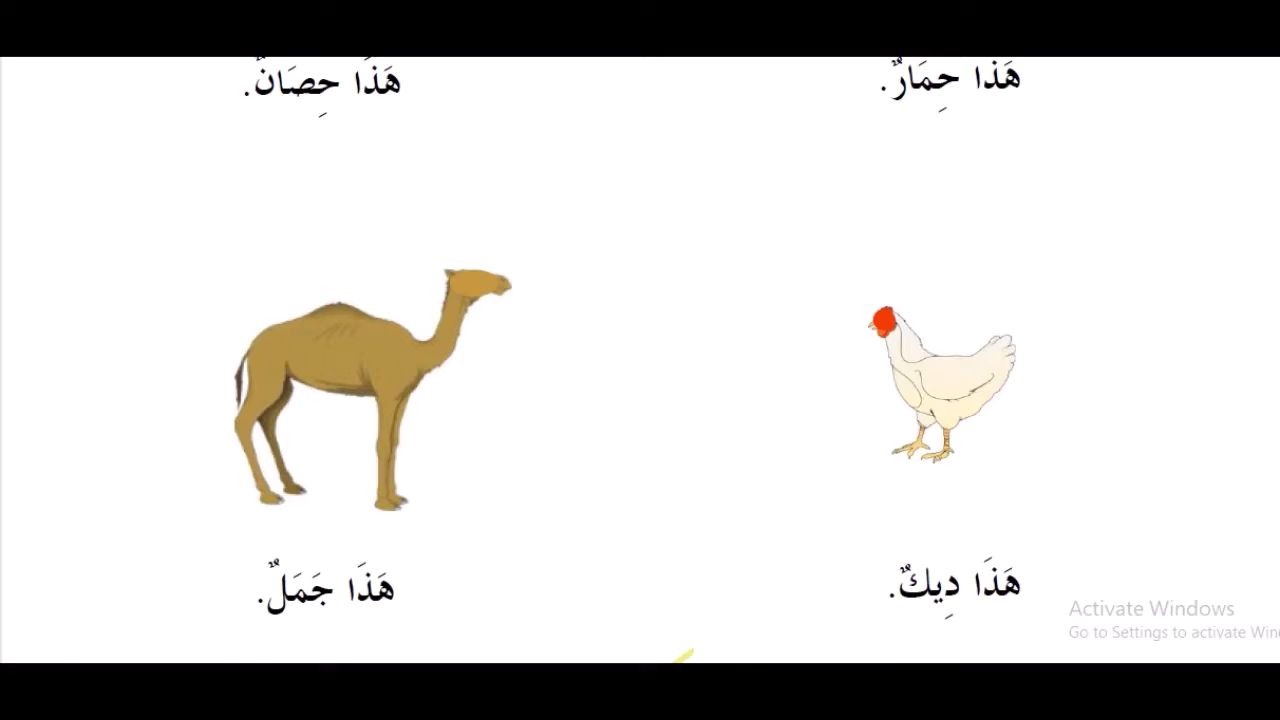 هَذَا حِمَارٌ.
هَذَا حِصَانٌ.
هَذَا دِيكٌ.
هَذَا جَمَلٌ.
Activate Windows
Go to Settings to activate Win